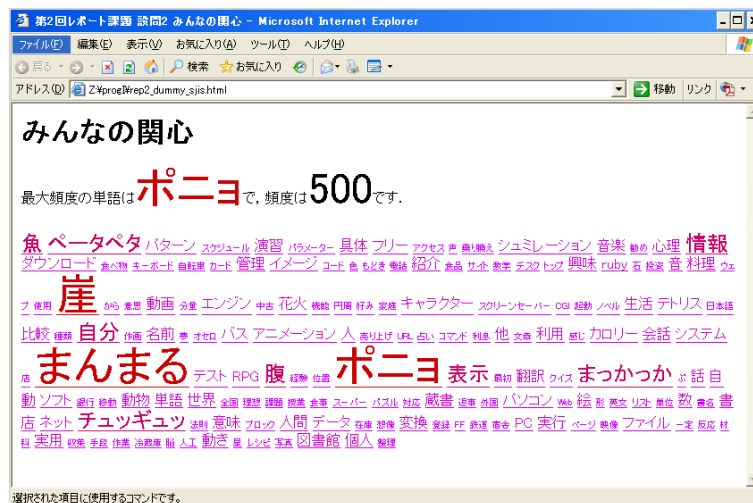 第2回レポート課題 設問2 みんなの関心 - Microsoft Internet Explorer
ファイル(F) 編集(E) 表示(V) お気に入り(A) ツール(T) ヘルプ(H)
戻る 検索 お気に入り
アドレス(D) Z:¥progI¥rep2_dummy_sjis.html 移動 リンク
みんなの関心
最大頻度の単語はポニョで, 頻度は500です.
魚 ペータペタ パターン スケジュール 演習 パラメーター 具体 フリー アクセス 声 乗り換え シュミレーション 音楽 勧め 心理 情報
ダウンロード 食べ物 キーボード 自転車 カード 管理 イメージ コード 色 もどき 電話 紹介 食品 サイト 数学 デスク トップ 興味 ruby 石 投資 音 料理 ウェ
ブ 使用 崖 から 意思 動画 分量 エンジン 中古 花火 機能 円周 好み 家庭 キャラクター スクリーンセーバー CGI 起動 ノベル 生活 テトリス 日本語
比較 種類 自分 作画 名前 夢 オセロ バス アニメーション 人 売り上げ URL 占い コマンド 利息 他 文章 利用 感じ カロリー 会話 システム
店 まんまる テスト RPG 腹 経験 位置 ポニョ 表示 最初 翻訳 クイズ まっかっか ぶ 話 自
動 ソフト 銀行 移動 動物 単語 世界 全国 理想 課題 授業 食事 スーパー パズル 対応 蔵書 返事 外国 パソコン Web 絵 形 英文 リスト 単位 数 書名 書
店 ネット チュッギュッ 法則 意味 ブロック 人間 データ 在庫 想像 変換 登録 FF 鉄道 宿舎 PC 実行 ページ 映像 ファイル 一定 反応 材
料 実用 収集 手段 作業 冷蔵庫 脳 人工 動き 星 レシピ 写真 図書館 個人 整理
選択された項目に使用するコマンドです。